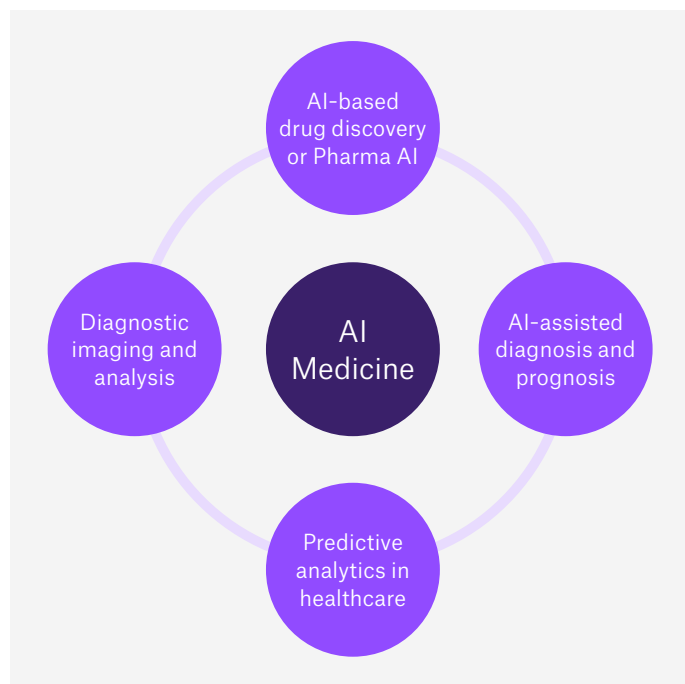 AI-based
drug discovery
or Pharma AI
Diagnostic
imaging and
analysis
AI
Medicine
AI-assisted
diagnosis and
prognosis
Predictive
analytics in
healthcare